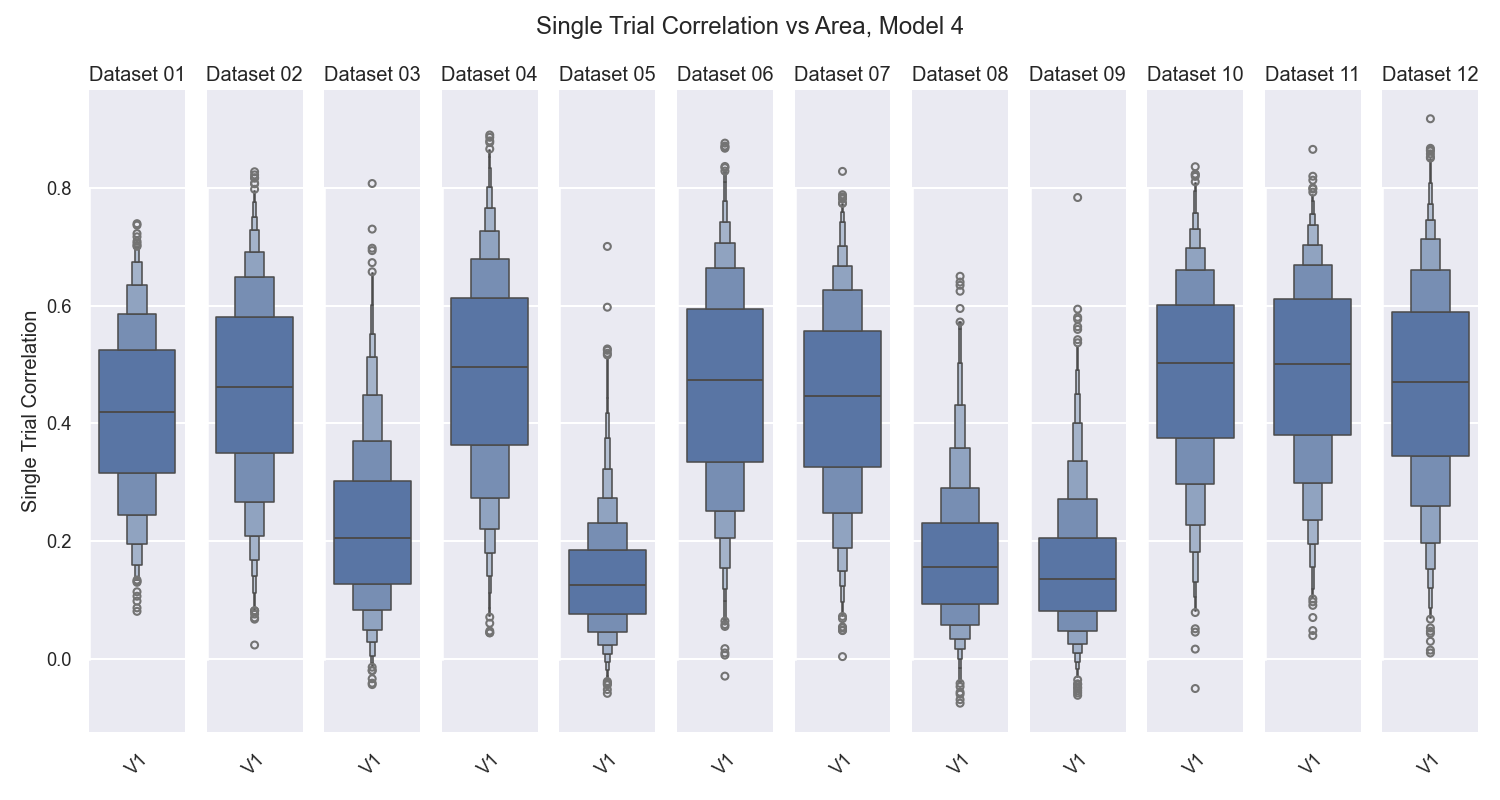 Single Trial Correlation vs Area, Model 4
Dataset 01 Dataset 02 Dataset 03 Dataset 04 Dataset 05 Dataset 06 Dataset 07 Dataset 08 Dataset 09 Dataset 10 Dataset 11 Dataset 12
Single Trial Correlation
0.8
0.6
0.4
0.2
0.0
V1 V1 V1 V1 V1 V1 V1 V1 V1 V1 V1 V1